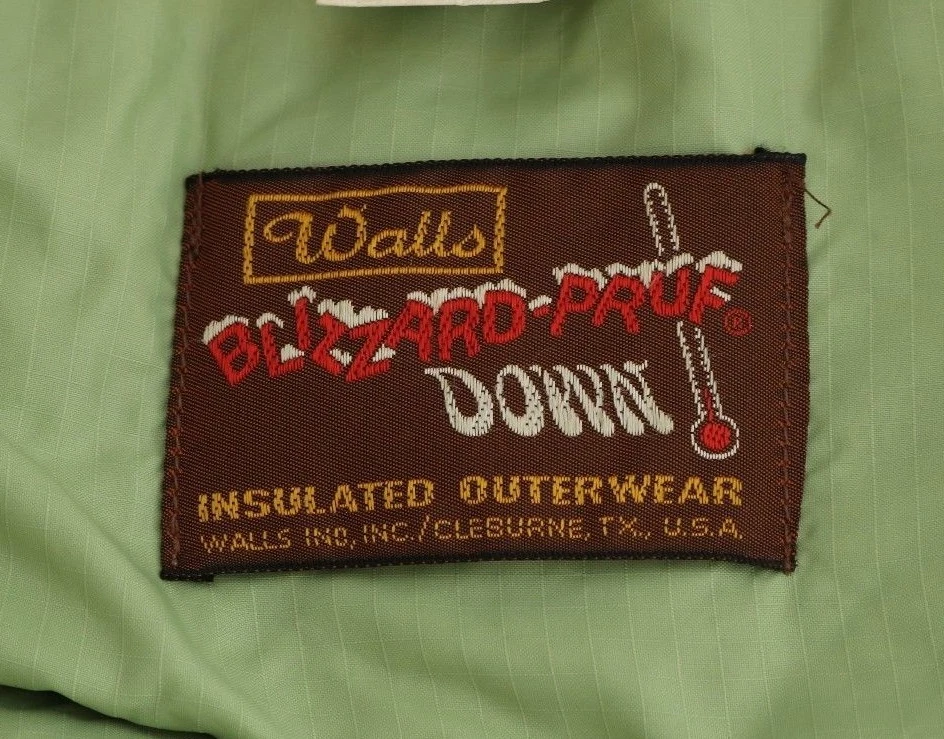 Walls
BLIZZARD-PRUF®
DOWN
INSULATED OUTERWEAR
WALLS IND, INC./CLEBURNE, TX., U.S.A.